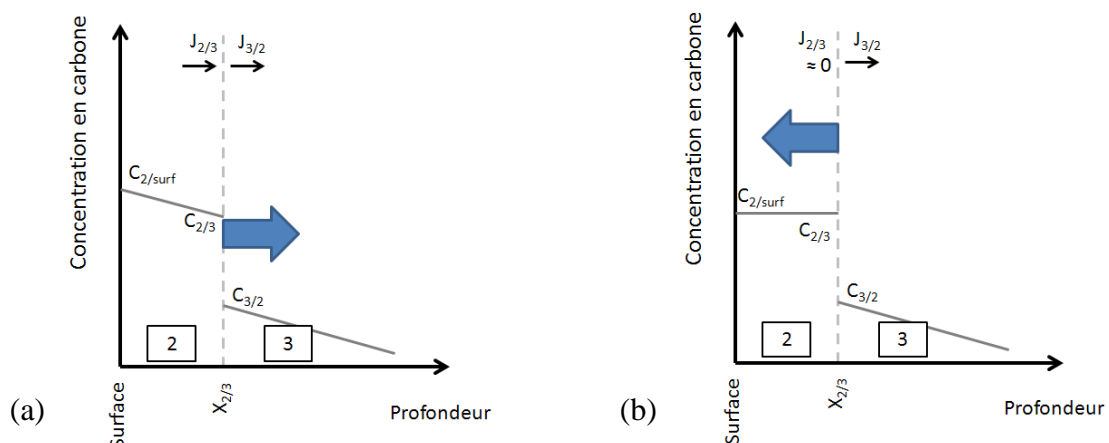 (a)
Concentration en carbone
J2/3 J3/2
C2/surf
C2/3
C3/2
2
3
Surface
X2/3
Profondeur
(b)
Concentration en carbone
J2/3 J3/2
≈ 0
C2/surf
C2/3
C3/2
2
3
Surface
X2/3
Profondeur